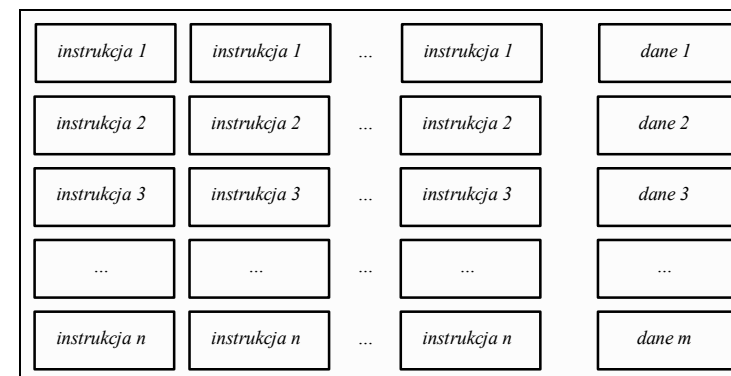 instrukcja 1 instrukcja 1 ... instrukcja 1 dane 1
instrukcja 2 instrukcja 2 ... instrukcja 2 dane 2
instrukcja 3 instrukcja 3 ... instrukcja 3 dane 3
... ... ... ... ...
instrukcja n instrukcja n ... instrukcja n dane m